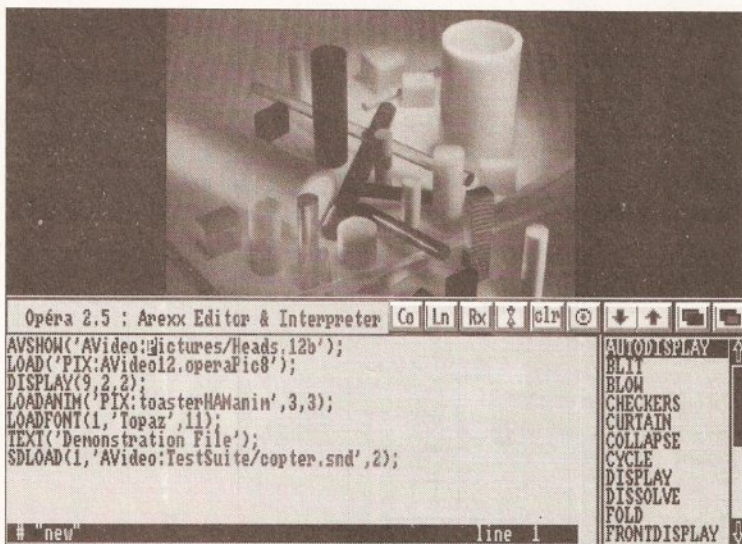 Opéra 2.5 : Arexx Editor & Interpreter Co Ln Rx clr
AVSHOW('AVideo:Pictures/Heads.12b');
LOAD('PIX:AVideo12.operaPic8');
DISPLAY(9,2,2);
LOADANIM('PIX:toasterHAManim',3,3);
LOADFONT(1,'Topaz',11);
TEXT('Demonstration File');
SDLOAD(1,'AVideo:TestSuite/copter.snd',2);
# "new" line 1
AUTODISPLAY
BLIT
BLOW
CHECKERS
CURTAIN
COLLAPSE
CYCLE
DISPLAY
DISSOLVE
FOLD
FRONTDISPLAY